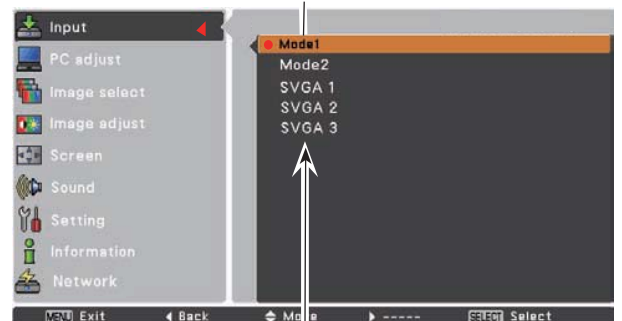 Input
PC adjust
Image select
Image adjust
Screen
Sound
Setting
Information
Network
Mode1
Mode2
SVGA 1
SVGA 2
SVGA 3
MENU Exit Back Move ----- SELECT Select